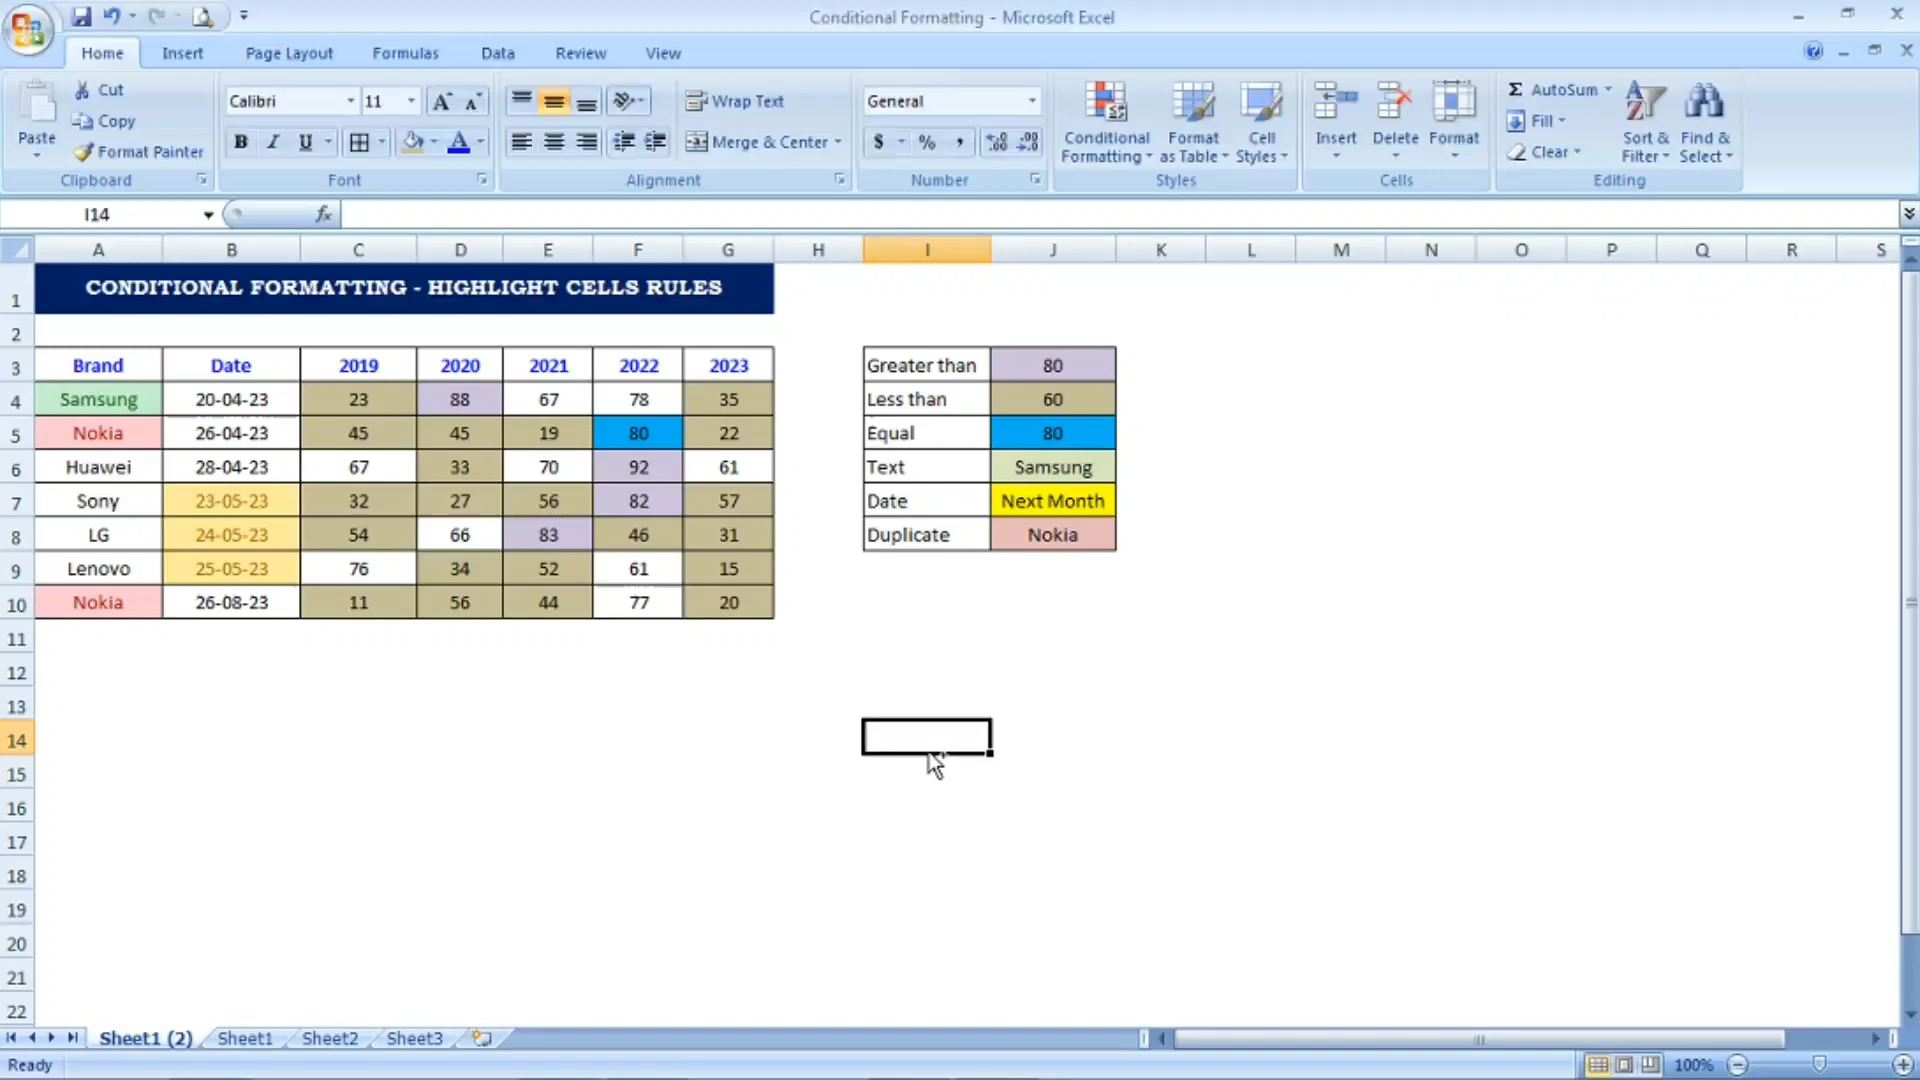 Conditional Formatting - Microsoft Excel
Home Insert Page Layout Formulas Data Review View
Paste
Cut
Copy
Format Painter
Clipboard
Calibri 11
B I U
Font
Wrap Text
Merge & Center
Alignment
General
$ % ,
Number
Conditional Formatting
Format as Table
Cell Styles
Styles
Insert Delete Format
Cells
AutoSum
Fill
Clear
Sort & Filter
Find & Select
Editing
I14 fx
A B C D E F G H I J K L M N O P Q R S
1 CONDITIONAL FORMATTING - HIGHLIGHT CELLS RULES
2
3 Brand Date 2019 2020 2021 2022 2023 Greater than 80
4 Samsung 20-04-23 23 88 67 78 35 Less than 60
5 Nokia 26-04-23 45 45 19 80 22 Equal 80
6 Huawei 28-04-23 67 33 70 92 61 Text Samsung
7 Sony 23-05-23 32 27 56 82 57 Date Next Month
8 LG 24-05-23 54 66 83 46 31 Duplicate Nokia
9 Lenovo 25-05-23 76 34 52 61 15
10 Nokia 26-08-23 11 56 44 77 20
11
12
13
14
15
16
17
18
19
20
21
22
Sheet1 (2) Sheet1 Sheet2 Sheet3
Ready 100%